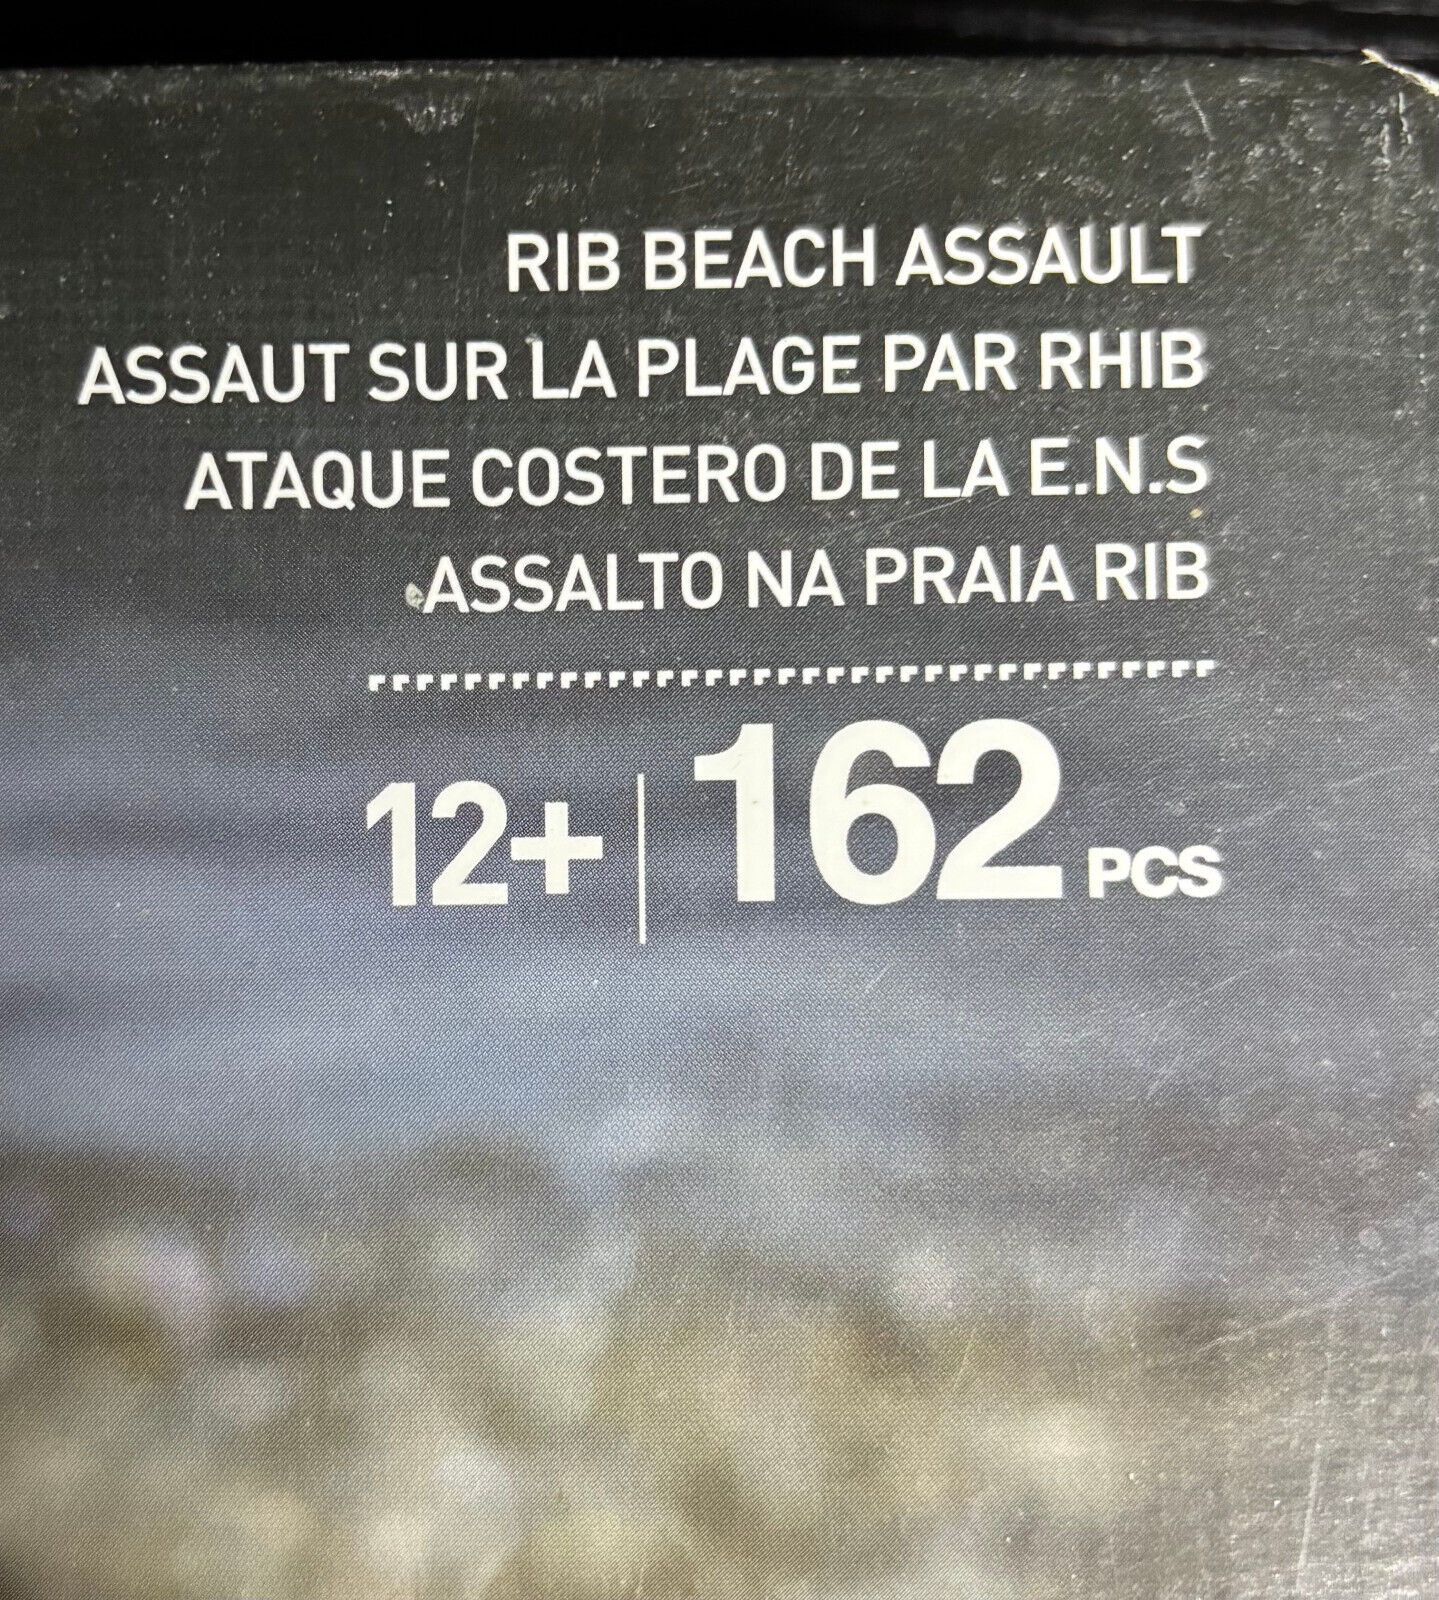 RIB BEACH ASSAULT
ASSAUT SUR LA PLAGE PAR RHIB
ATAQUE COSTERO DE LA E.N.S
ASSALTO NA PRAIA RIB
12+ | 162 PCS